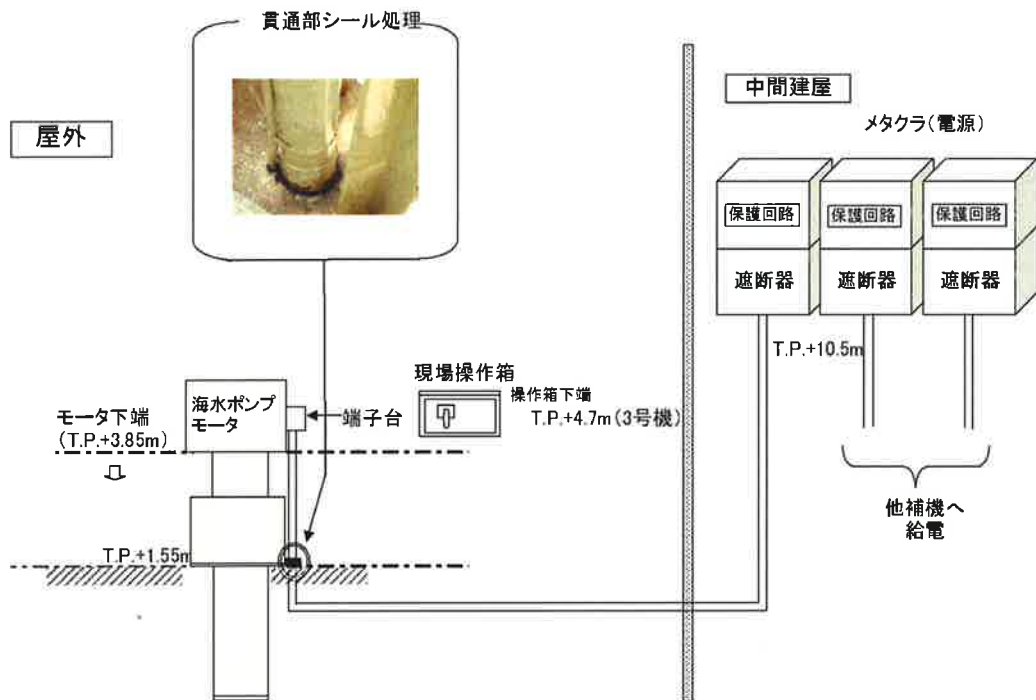 貫通部シール処理
屋外
中間建屋
メタクラ(電源)
保護回路
保護回路
保護回路
遮断器
遮断器
遮断器
T.P.+10.5m
現場操作箱
操作箱下端
T.P.+4.7m(3号機)
海水ポンプ
モータ
端子台
モータ下端
(T.P.+3.85m)
他補機へ
給電
T.P.+1.55m